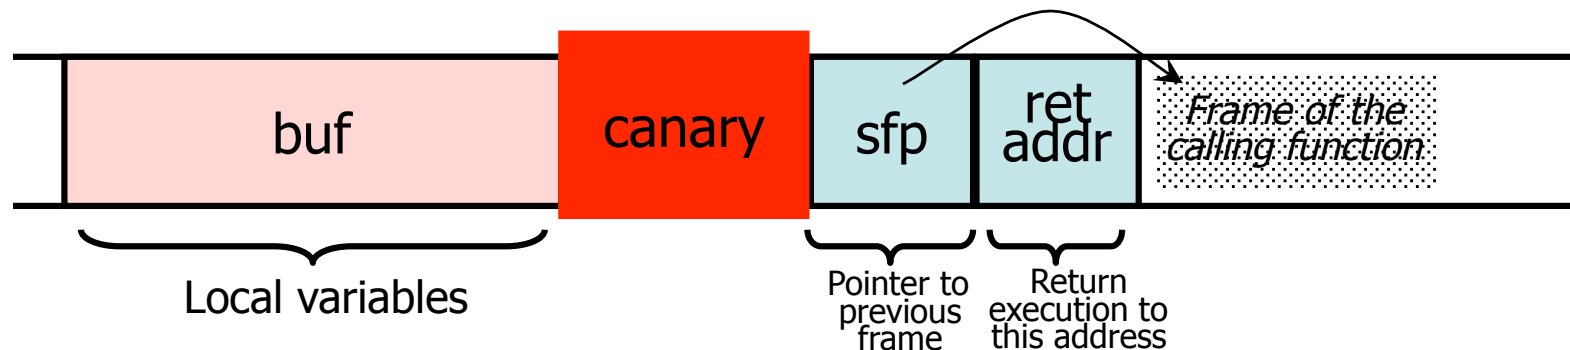 buf
canary
sfp
ret
addr
Frame of the
calling function
Local variables
Pointer to
previous
frame
Return
execution to
this address